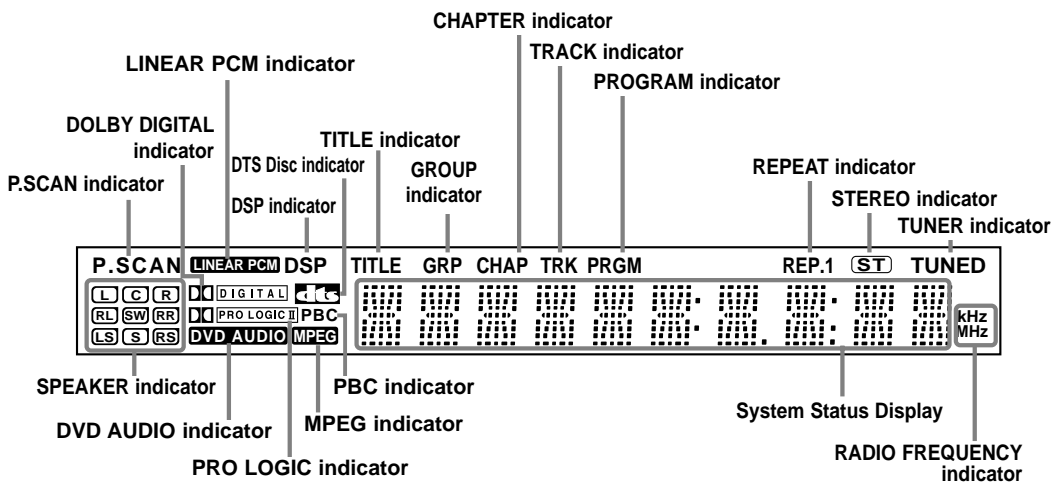 CHAPTER indicator
TRACK indicator
LINEAR PCM indicator
PROGRAM indicator
DOLBY DIGITAL
indicator
TITLE indicator
DTS Disc indicator
GROUP
indicator
REPEAT indicator
P.SCAN indicator
STEREO indicator
DSP indicator
TUNER indicator
P.SCAN LINEAR PCM DSP TITLE GRP CHAP TRK PRGM REP.1 ST TUNED
L C R DIGITAL dts
RL SW RR PRO LOGIC II PBC kHz
LS S RS DVD AUDIO MPEG MHz
SPEAKER indicator
PBC indicator
System Status Display
DVD AUDIO indicator
MPEG indicator
RADIO FREQUENCY
indicator
PRO LOGIC indicator